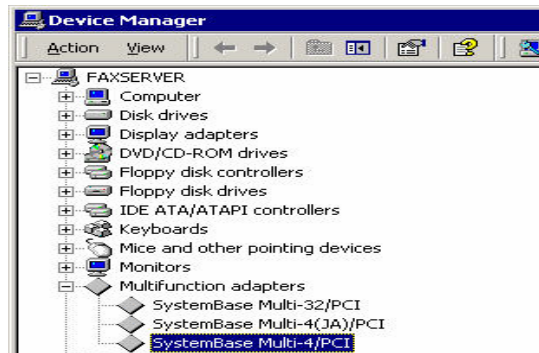 Device Manager
Action View
FAXSERVER
Computer
Disk drives
Display adapters
DVD/CD-ROM drives
Floppy disk controllers
Floppy disk drives
IDE ATA/ATAPI controllers
Keyboards
Mice and other pointing devices
Monitors
Multifunction adapters
SystemBase Multi-32/PCI
SystemBase Multi-4(JA)/PCI
SystemBase Multi-4/PCI